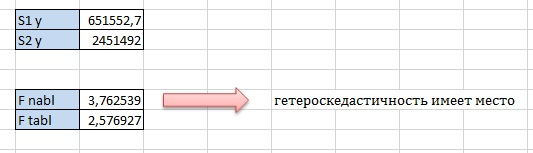 S1 y 651552,7
S2 y 2451492
F nabl 3,762539
гетероскедастичность имеет место
F tabl 2,576927